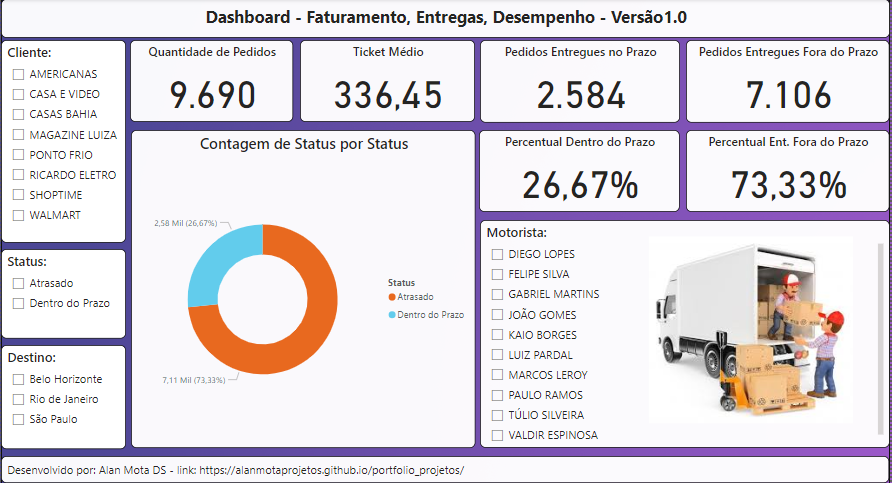 Dashboard - Faturamento, Entregas, Desempenho - Versão1.0
Cliente:
AMERICANAS
CASA E VIDEO
CASAS BAHIA
MAGAZINE LUIZA
PONTO FRIO
RICARDO ELETRO
SHOPTIME
WALMART
Status:
Atrasado
Dentro do Prazo
Destino:
Belo Horizonte
Rio de Janeiro
São Paulo
Quantidade de Pedidos
9.690
Ticket Médio
336,45
Pedidos Entregues no Prazo
2.584
Pedidos Entregues Fora do Prazo
7.106
Contagem de Status por Status
2,58 Mil (26,67%)
7,11 Mil (73,33%)
Status
Atrasado
Dentro do Prazo
Percentual Dentro do Prazo
26,67%
Percentual Ent. Fora do Prazo
73,33%
Motorista:
DIEGO LOPES
FELIPE SILVA
GABRIEL MARTINS
JOÃO GOMES
KAIO BORGES
LUIZ PARDAL
MARCOS LEROY
PAULO RAMOS
TÚLIO SILVEIRA
VALDIR ESPINOSA
Desenvolvido por: Alan Mota DS - link: https://alanmotaprojetos.github.io/portfolio_projetos/